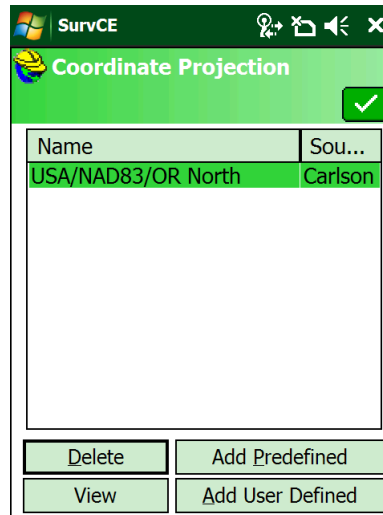 SurvCE
Coordinate Projection
Name Sou...
USA/NAD83/OR North Carlson
Delete Add Predefined
View Add User Defined